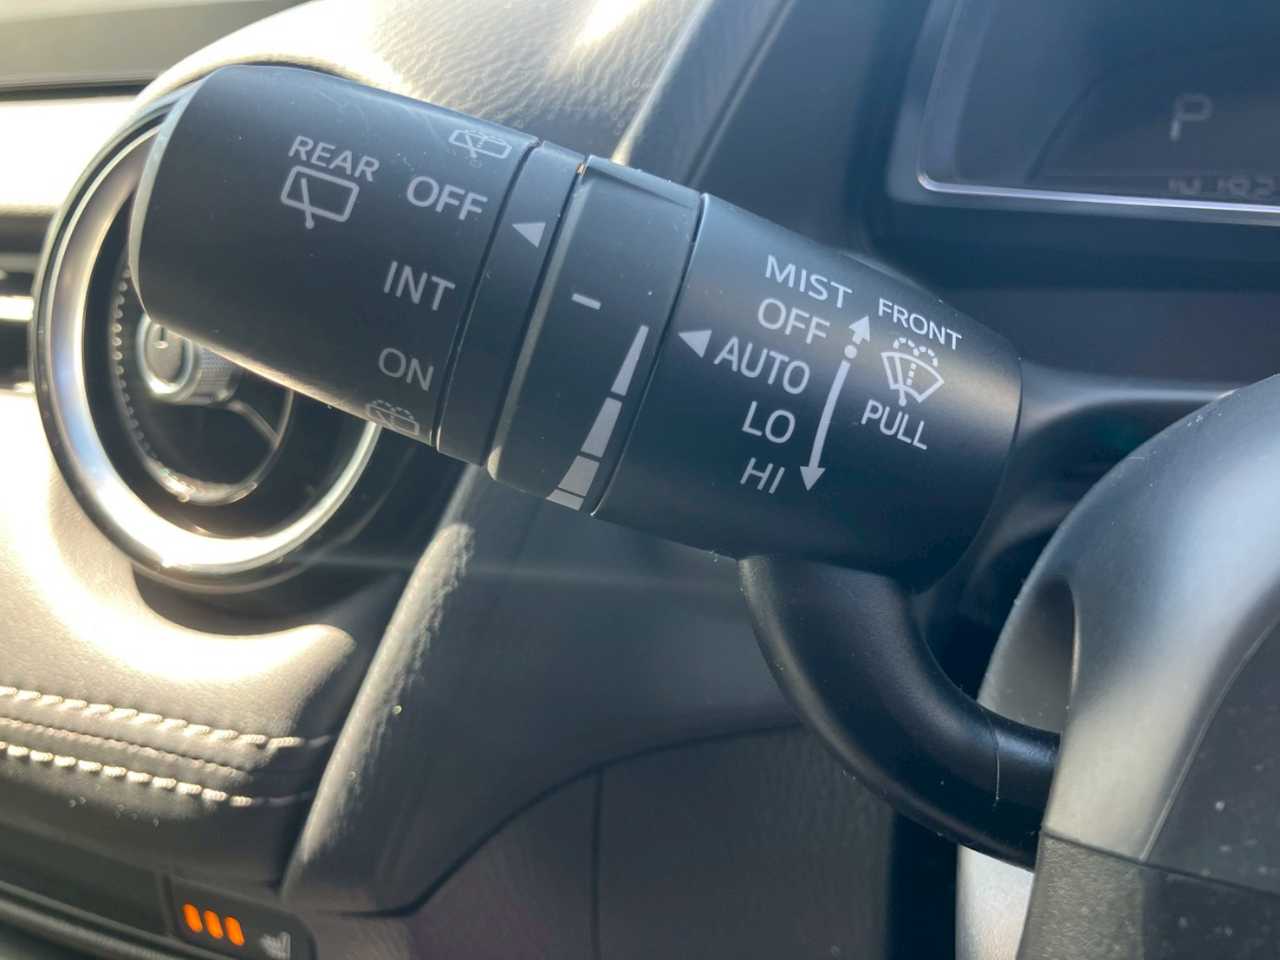 REAR
OFF
INT
ON
MIST
OFF
AUTO
LO
HI
FRONT
PULL
P